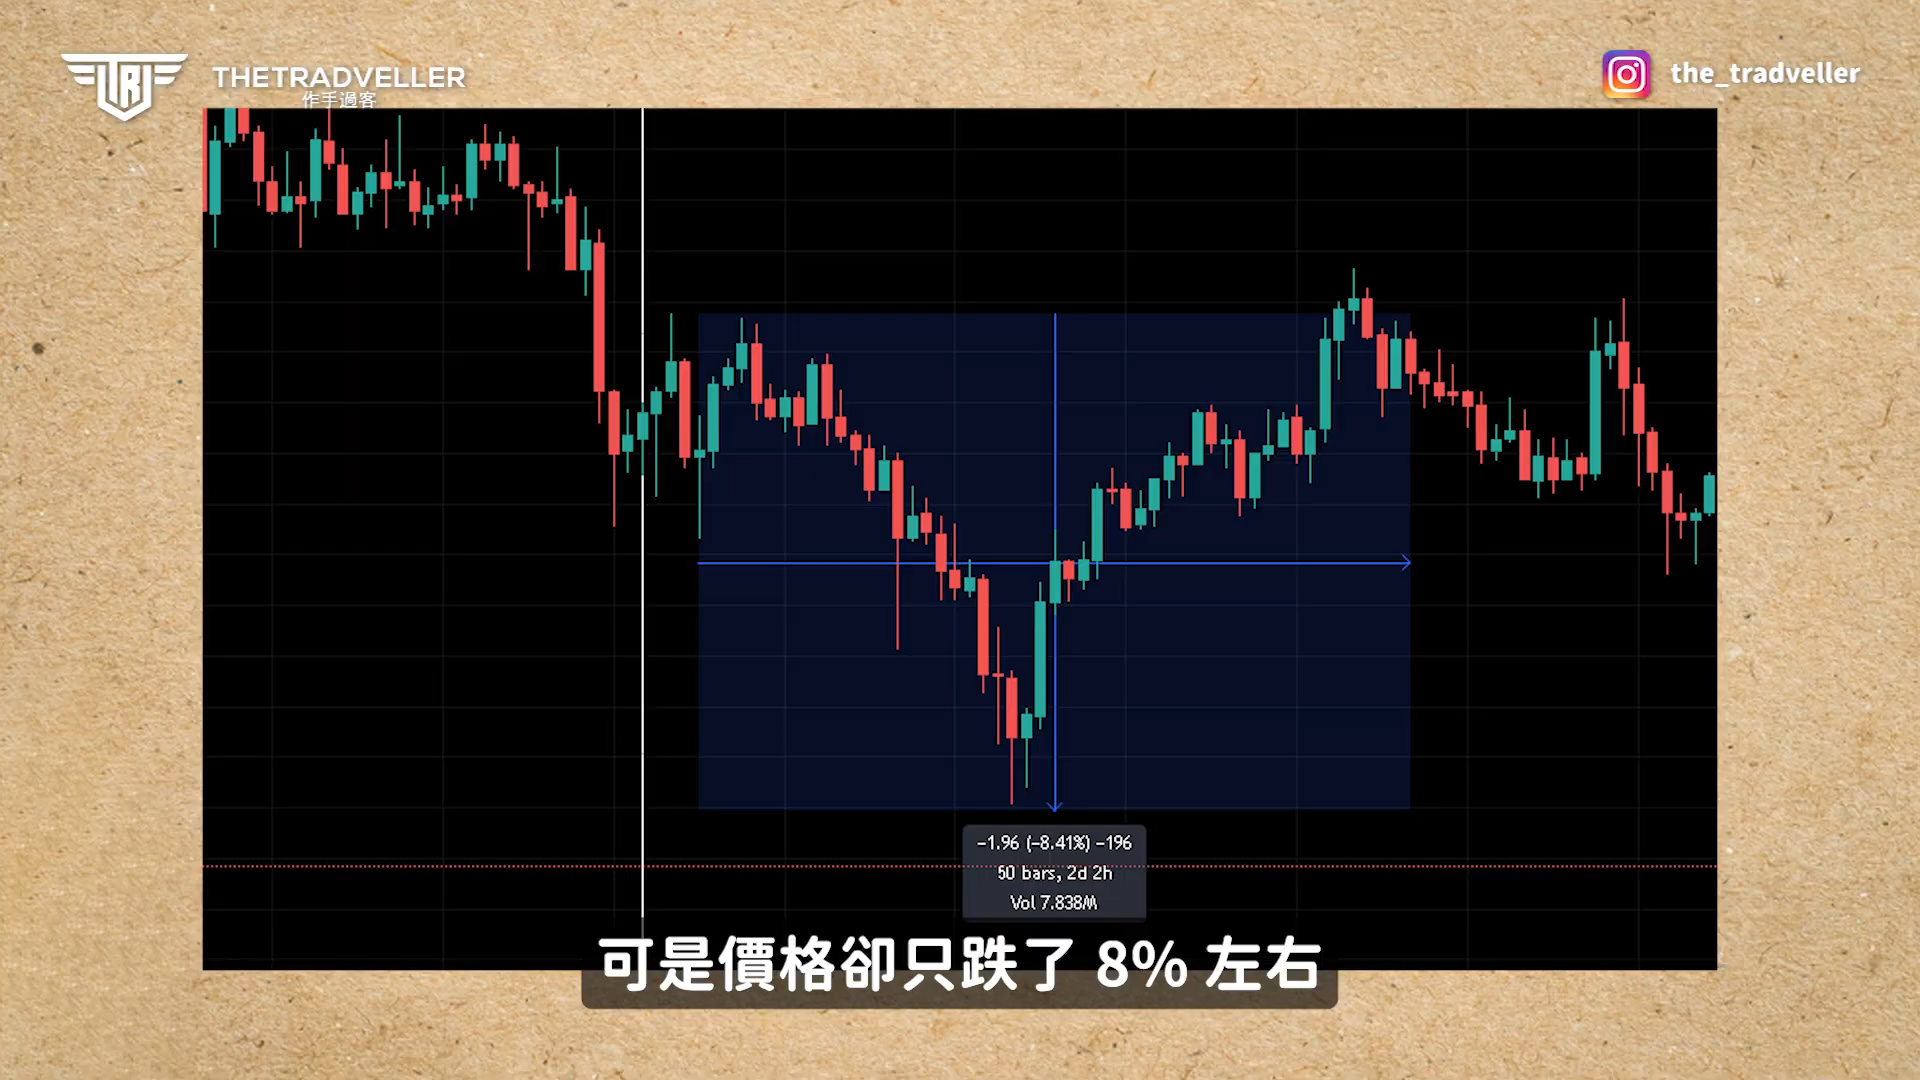 THETRADVELLER
作手過客
the_tradveller
−1.96 (−8.41%) −196
50 bars, 2d 2h
Vol 7.838M
可是價格卻只跌了 8% 左右